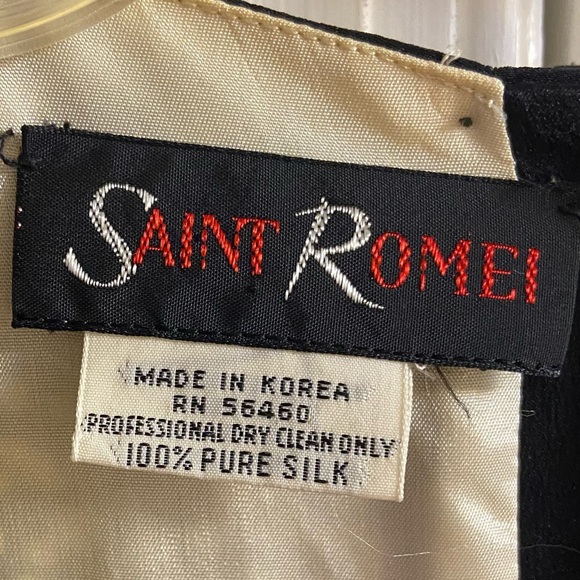 SAINT ROMEI
MADE IN KOREA
RN 56460
PROFESSIONAL DRY CLEAN ONLY
100% PURE SILK